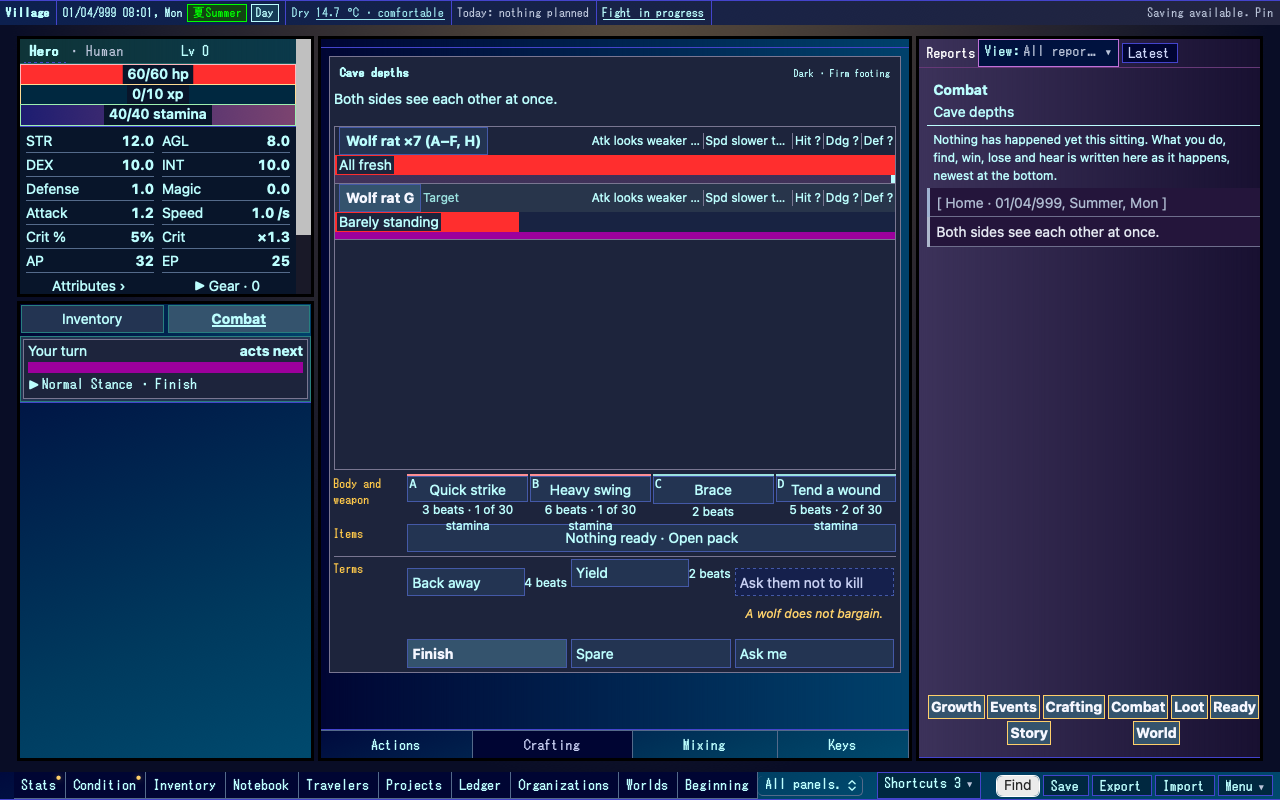 Village 01/04/999 08:01, Mon 夏Summer Day Dry 14.7 °C · comfortable Today: nothing planned Fight in progress Saving available. Pin
Hero · Human Lv 0
60/60 hp
0/10 xp
40/40 stamina
STR 12.0 AGL 8.0
DEX 10.0 INT 10.0
Defense 1.0 Magic 0.0
Attack 1.2 Speed 1.0 /s
Crit % 5% Crit ×1.3
AP 32 EP 25
Attributes › ▶ Gear · 0
Inventory Combat
Your turn acts next
▶Normal Stance · Finish
Cave depths Dark · Firm footing
Both sides see each other at once.
Wolf rat ×7 (A–F, H) Atk looks weaker ... Spd slower t... Hit ? Ddg ? Def ?
All fresh
Wolf rat G Target Atk looks weaker ... Spd slower t... Hit ? Ddg ? Def ?
Barely standing
Body and weapon
A Quick strike
3 beats · 1 of 30 stamina
B Heavy swing
6 beats · 1 of 30 stamina
C Brace
2 beats
D Tend a wound
5 beats · 2 of 30 stamina
Items Nothing ready · Open pack
Terms
Back away 4 beats Yield 2 beats Ask them not to kill
A wolf does not bargain.
Finish Spare Ask me
Actions Crafting Mixing Keys
Reports View: All repor... ▾ Latest
Combat
Cave depths
Nothing has happened yet this sitting. What you do,
find, win, lose and hear is written here as it happens,
newest at the bottom.
[ Home · 01/04/999, Summer, Mon ]
Both sides see each other at once.
Growth Events Crafting Combat Loot Ready
Story World
Stats Condition Inventory Notebook Travelers Projects Ledger Organizations Worlds Beginning All panels. Shortcuts 3 ▾ Find Save Export Import Menu ▾